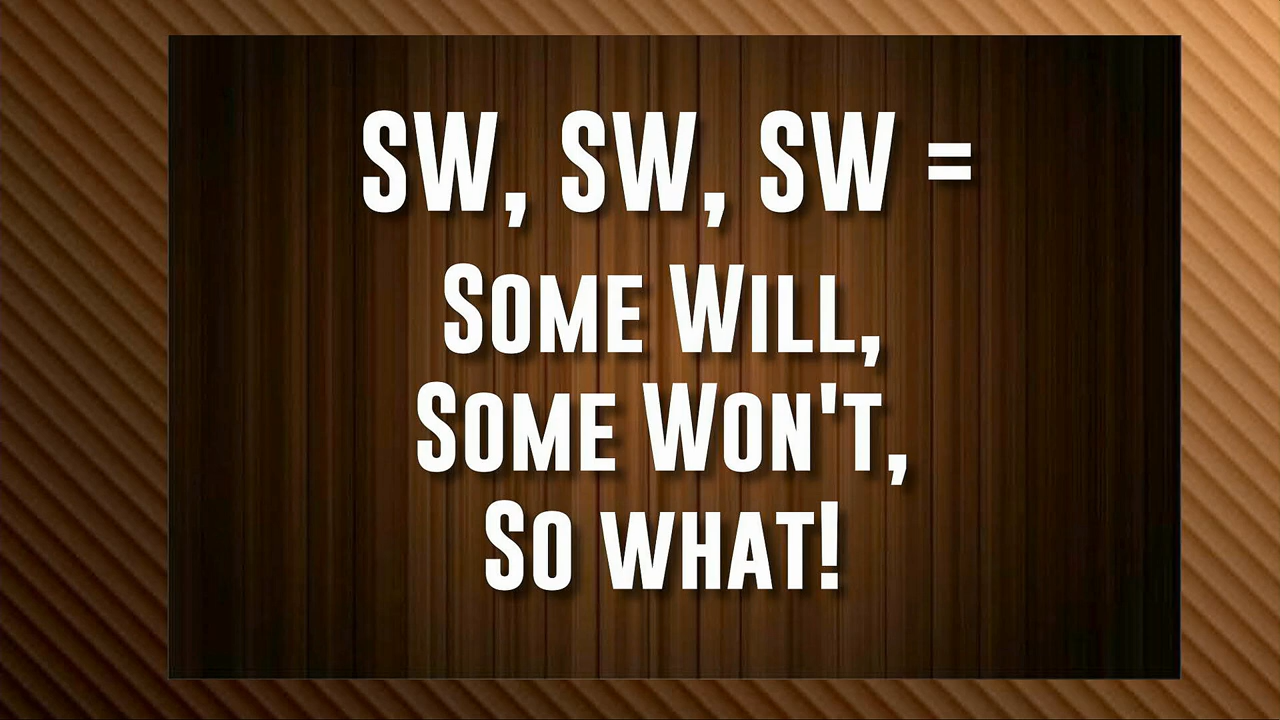 SW, SW, SW =
Some Will,
Some Won't,
So what!